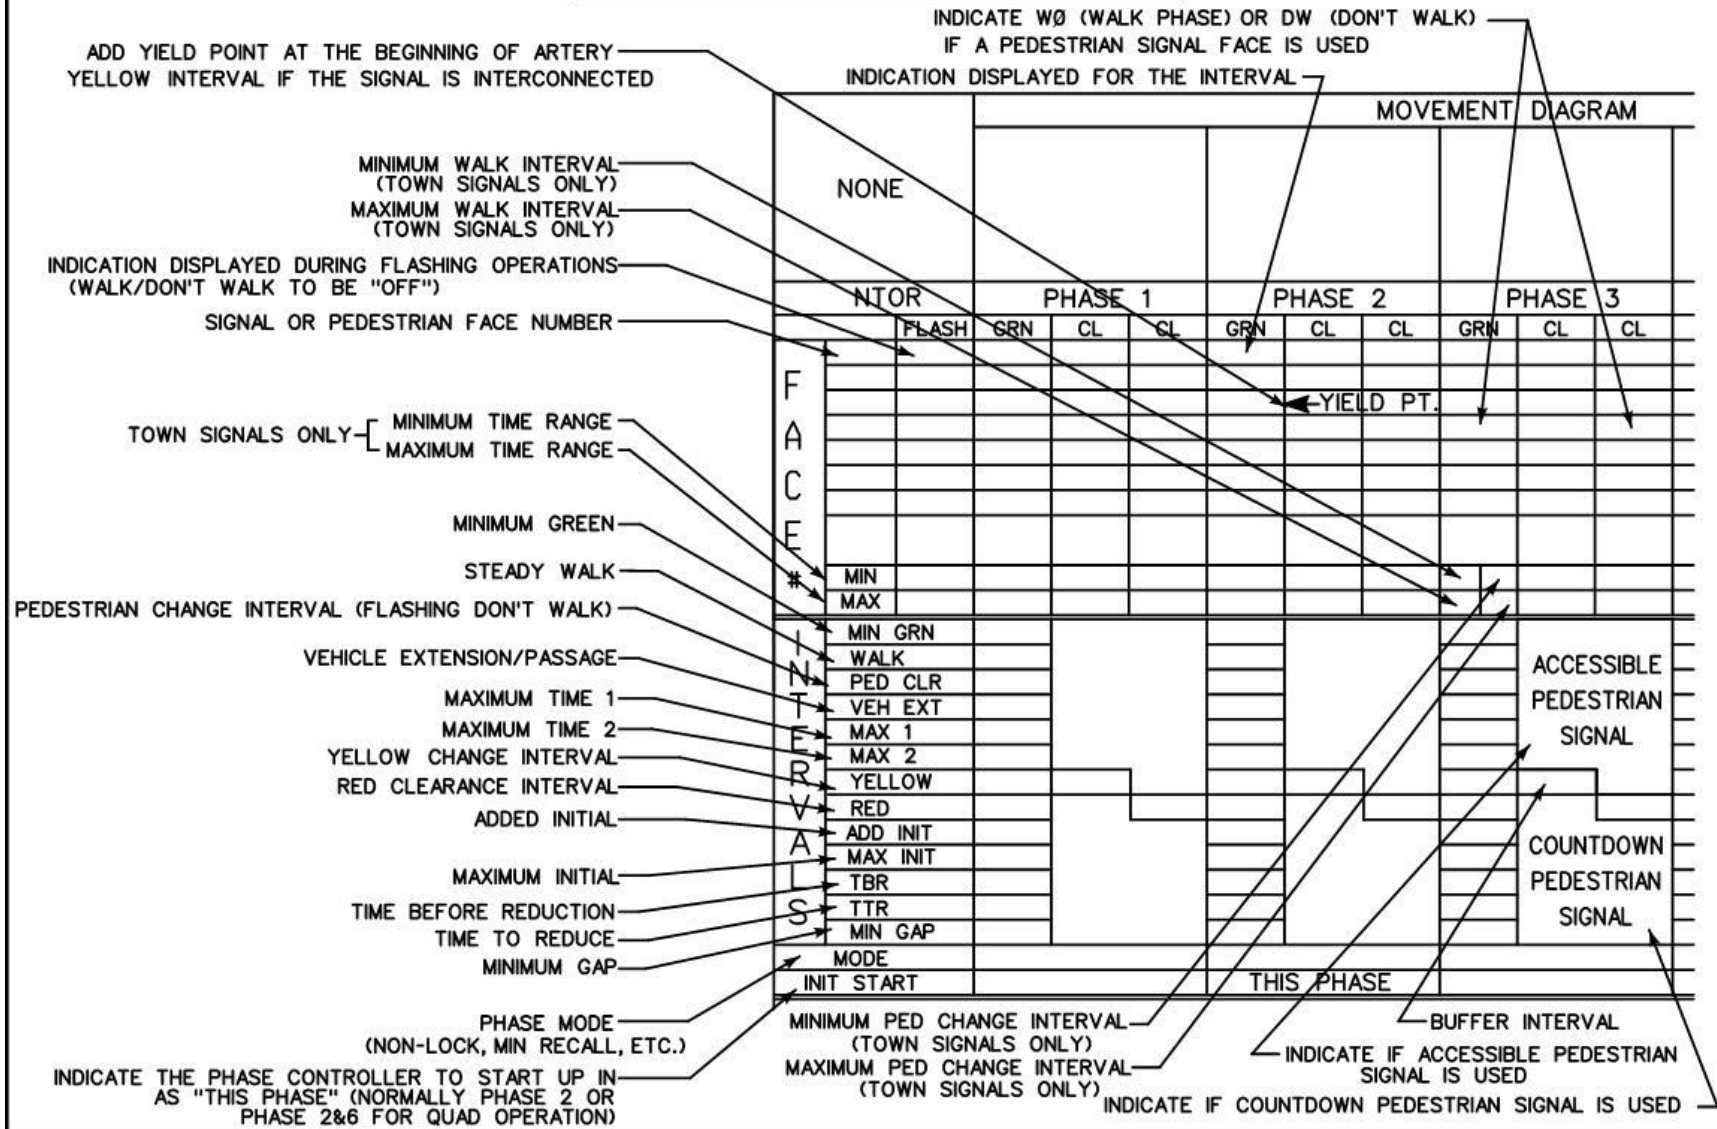 INDICATE WØ (WALK PHASE) OR DW (DON'T WALK)
IF A PEDESTRIAN SIGNAL FACE IS USED
ADD YIELD POINT AT THE BEGINNING OF ARTERY
YELLOW INTERVAL IF THE SIGNAL IS INTERCONNECTED
INDICATION DISPLAYED FOR THE INTERVAL
MOVEMENT DIAGRAM
MINIMUM WALK INTERVAL
(TOWN SIGNALS ONLY)
MAXIMUM WALK INTERVAL
(TOWN SIGNALS ONLY)
NONE
INDICATION DISPLAYED DURING FLASHING OPERATIONS
(WALK/DON'T WALK TO BE "OFF")
SIGNAL OR PEDESTRIAN FACE NUMBER
NTOR PHASE 1 PHASE 2 PHASE 3
FLASH GRN CL CL GRN CL CL GRN CL CL
FACE #
YIELD PT.
TOWN SIGNALS ONLY
MINIMUM TIME RANGE
MAXIMUM TIME RANGE
MINIMUM GREEN
STEADY WALK
PEDESTRIAN CHANGE INTERVAL (FLASHING DON'T WALK)
VEHICLE EXTENSION/PASSAGE
MAXIMUM TIME 1
MAXIMUM TIME 2
YELLOW CHANGE INTERVAL
RED CLEARANCE INTERVAL
ADDED INITIAL
MAXIMUM INITIAL
TIME BEFORE REDUCTION
TIME TO REDUCE
MINIMUM GAP
MIN
MAX
INTERVALS
MIN GRN
WALK
PED CLR
VEH EXT
MAX 1
MAX 2
YELLOW
RED
ADD INIT
MAX INIT
TBR
TTR
MIN GAP
MODE
INIT START
THIS PHASE
ACCESSIBLE
PEDESTRIAN
SIGNAL
COUNTDOWN
PEDESTRIAN
SIGNAL
PHASE MODE
(NON-LOCK, MIN RECALL, ETC.)
INDICATE THE PHASE CONTROLLER TO START UP IN
AS "THIS PHASE" (NORMALLY PHASE 2 OR
PHASE 2&6 FOR QUAD OPERATION)
MINIMUM PED CHANGE INTERVAL
(TOWN SIGNALS ONLY)
MAXIMUM PED CHANGE INTERVAL
(TOWN SIGNALS ONLY)
BUFFER INTERVAL
INDICATE IF ACCESSIBLE PEDESTRIAN
SIGNAL IS USED
INDICATE IF COUNTDOWN PEDESTRIAN SIGNAL IS USED